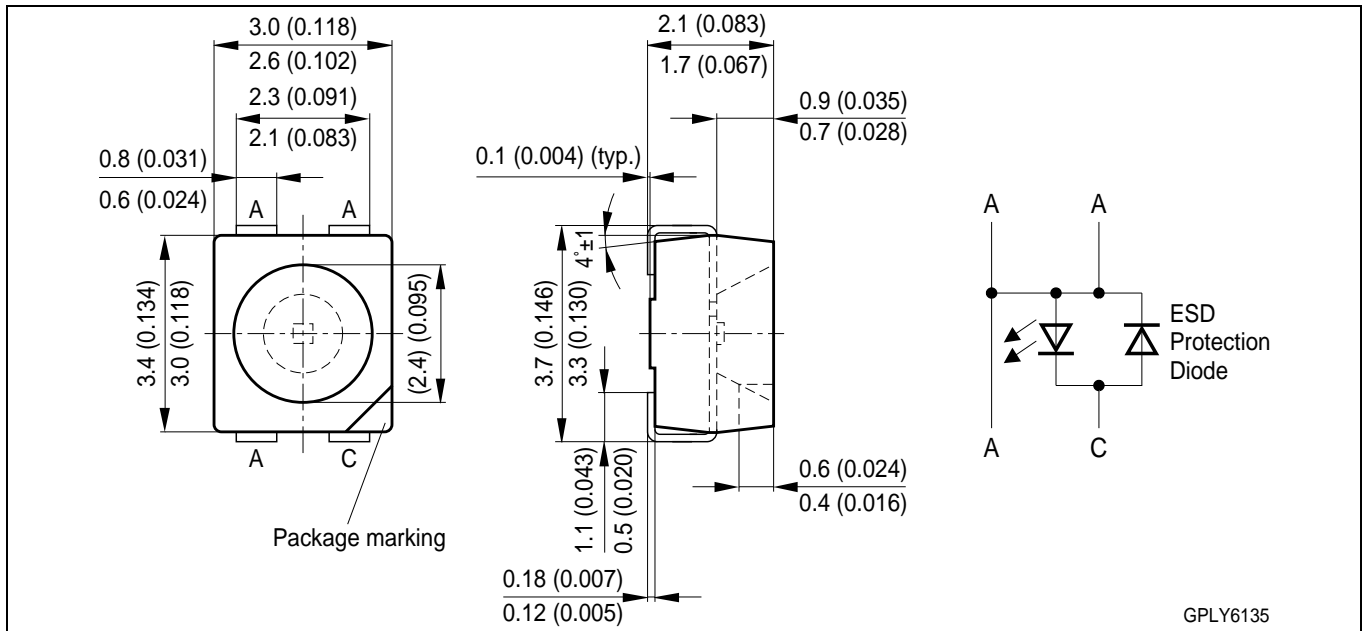 3.0 (0.118)
2.6 (0.102)
2.3 (0.091)
2.1 (0.083)
0.8 (0.031)
0.6 (0.024)
A A
3.4 (0.134)
3.0 (0.118)
(2.4) (0.095)
A C
Package marking
2.1 (0.083)
1.7 (0.067)
0.9 (0.035)
0.7 (0.028)
0.1 (0.004) (typ.)
4°±1
3.7 (0.146)
3.3 (0.130)
1.1 (0.043)
0.5 (0.020)
0.6 (0.024)
0.4 (0.016)
0.18 (0.007)
0.12 (0.005)
A A
ESD
Protection
Diode
A C
GPLY6135